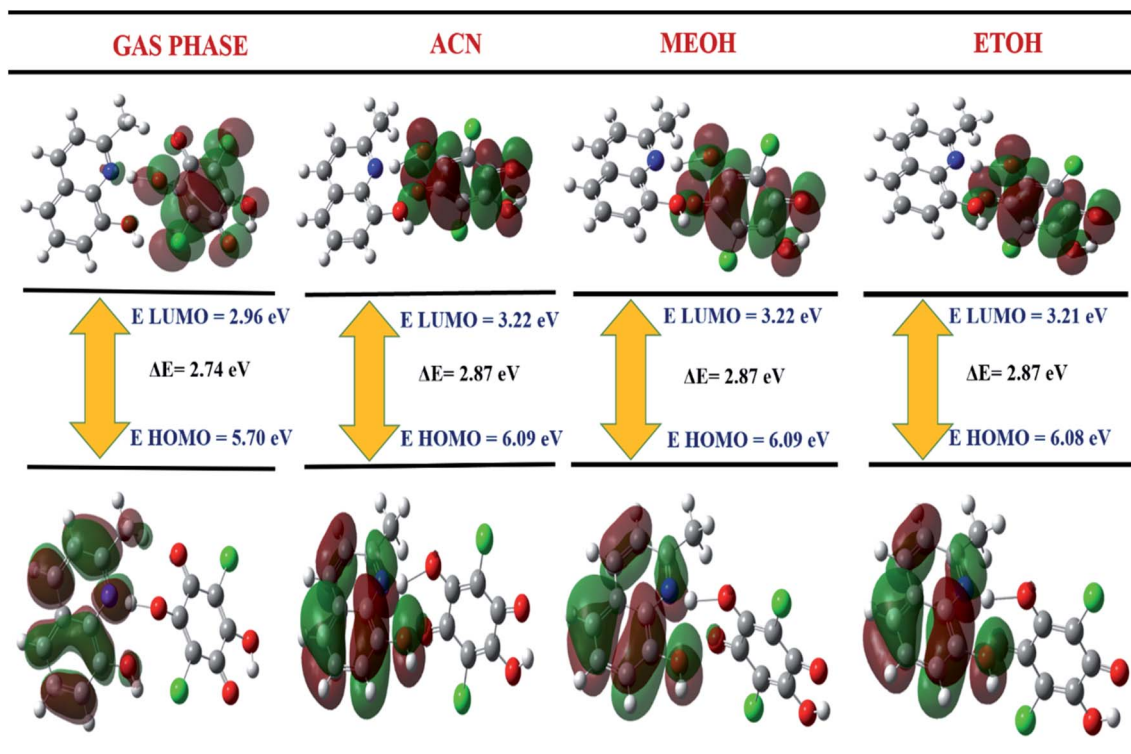 GAS PHASE
ACN
MEOH
ETOH
E LUMO = 2.96 eV
ΔE= 2.74 eV
E HOMO = 5.70 eV
E LUMO = 3.22 eV
ΔE= 2.87 eV
E HOMO = 6.09 eV
E LUMO = 3.22 eV
ΔE= 2.87 eV
E HOMO = 6.09 eV
E LUMO = 3.21 eV
ΔE= 2.87 eV
E HOMO = 6.08 eV